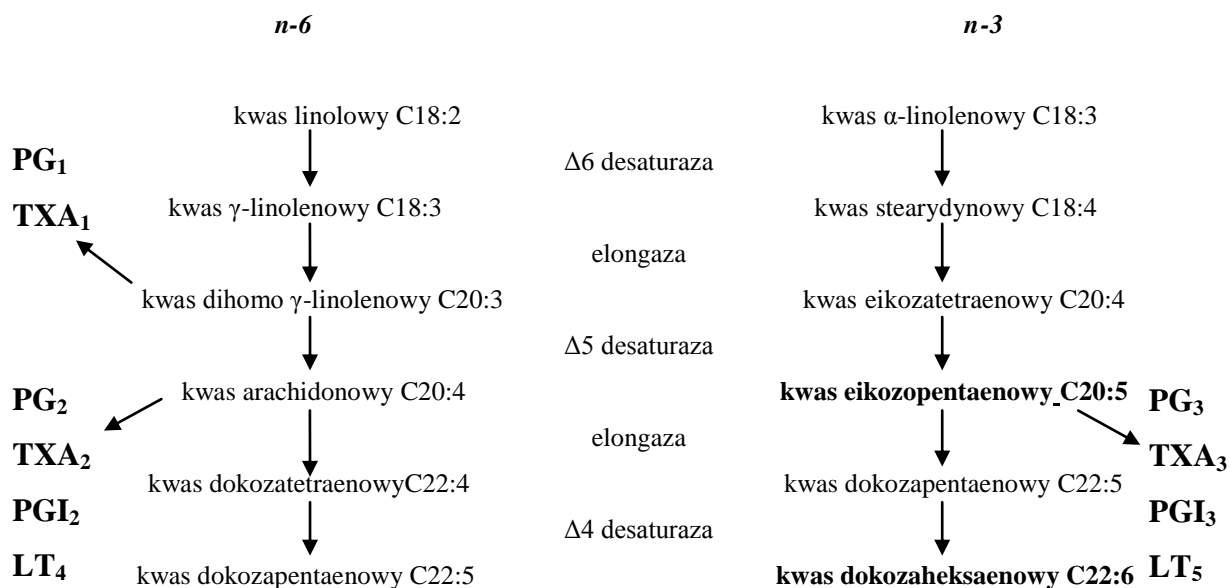 n-6
n-3
kwas linolowy C18:2
kwas α-linolenowy C18:3
PG1
Δ6 desaturaza
TXA1
kwas γ-linolenowy C18:3
kwas stearydynowy C18:4
elongaza
kwas dihomo γ-linolenowy C20:3
kwas eikozatetraenowy C20:4
Δ5 desaturaza
PG2
kwas arachidonowy C20:4
kwas eikozopentaenowy C20:5
PG3
TXA2
elongaza
TXA3
kwas dokozatetraenowyC22:4
kwas dokozapentaenowy C22:5
PGI2
Δ4 desaturaza
PGI3
LT4
kwas dokozapentaenowy C22:5
kwas dokozaheksaenowy C22:6
LT5